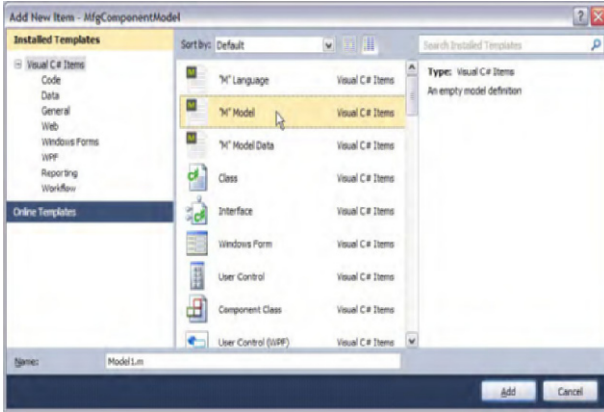 Add New Item - MfgComponentModel
Installed Templates
Sort by: Default
Search Installed Templates
Visual C# Items
Code
Data
General
Web
Windows Forms
WPF
Reporting
Workflow
Online Templates
"M" Language Visual C# Items
"M" Model Visual C# Items
"M" Model Data Visual C# Items
Class Visual C# Items
Interface Visual C# Items
Windows Form Visual C# Items
User Control Visual C# Items
Component Class Visual C# Items
User Control (WPF) Visual C# Items
Type: Visual C# Items
An empty model definition
Name: Model1.m
Add Cancel